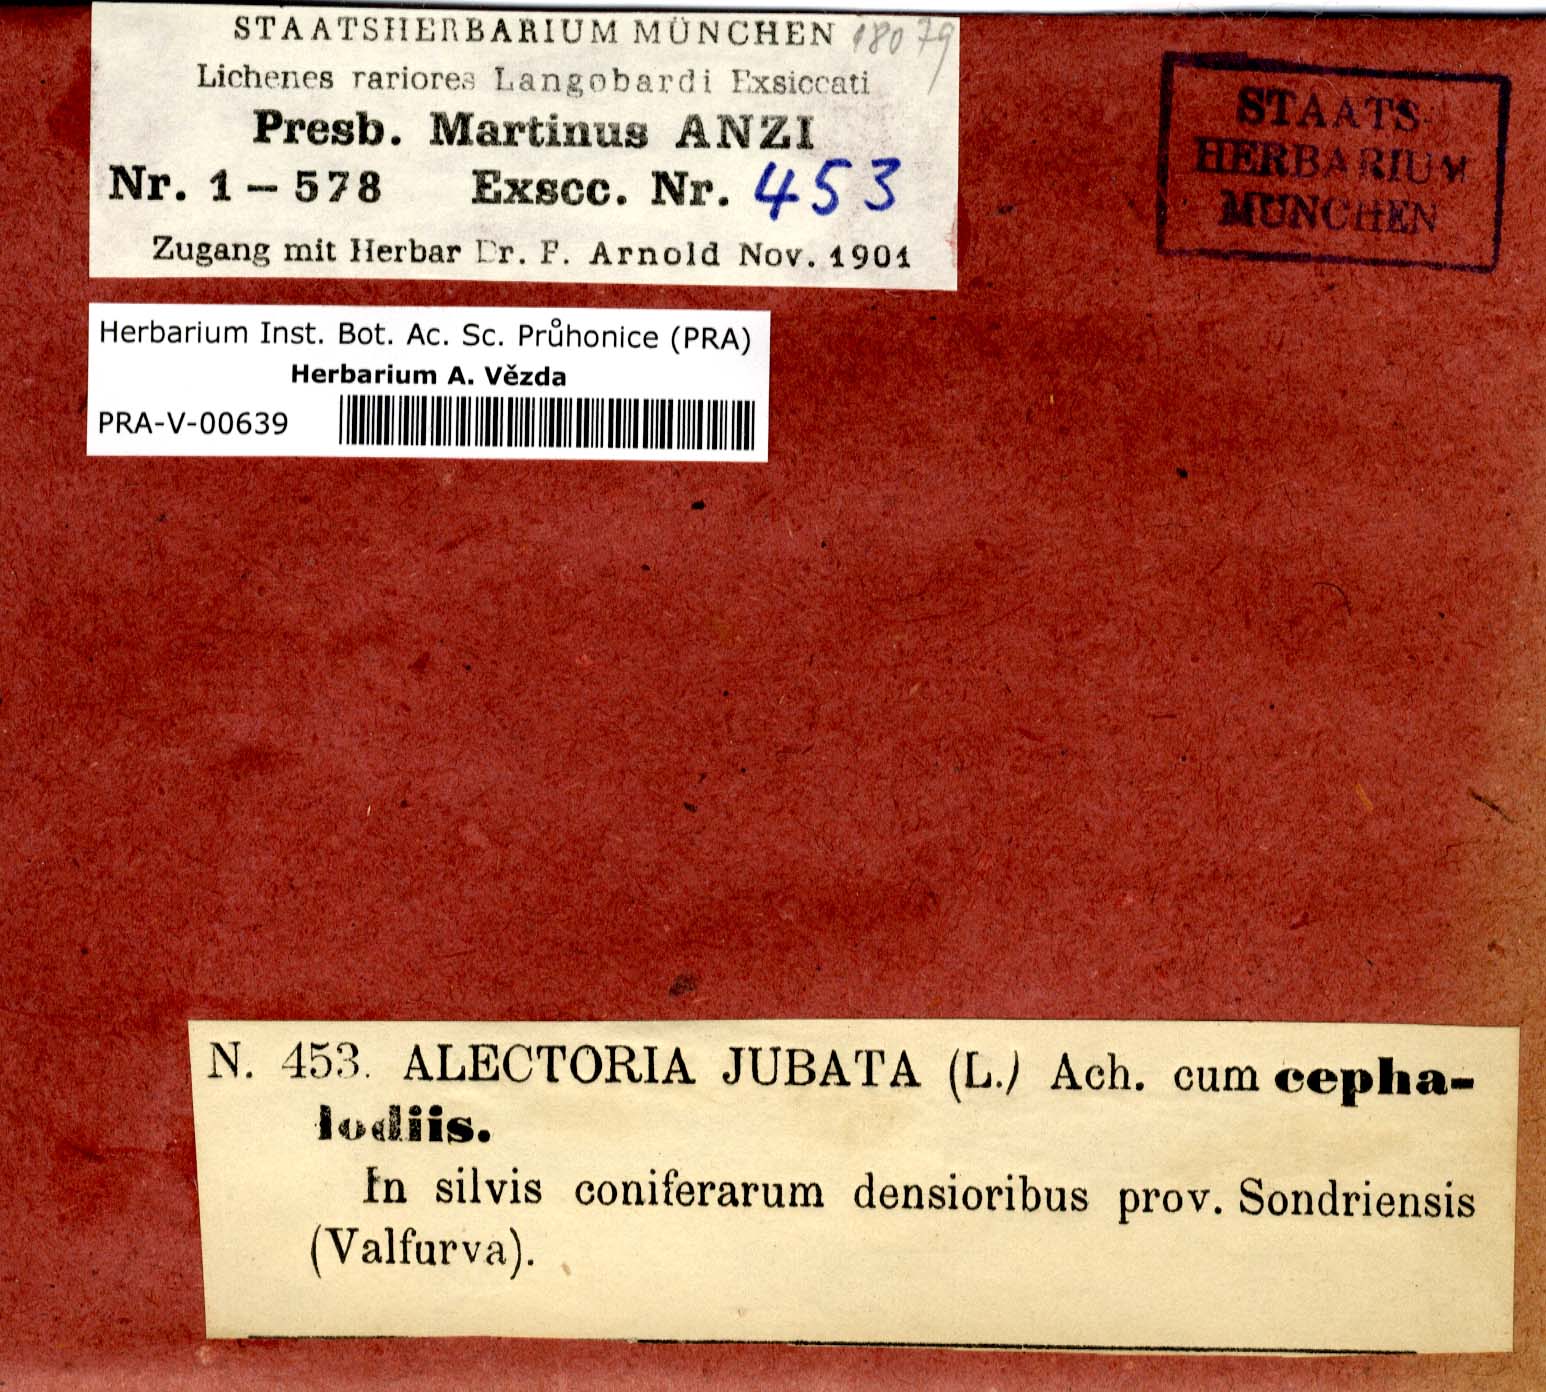 STAATSHERBARIUM MÜNCHEN 18079
Lichenes rariores Langobardi Exsiccati
Presb. Martinus ANZI
Nr. 1 – 578 Exscc. Nr. 453
Zugang mit Herbar Dr. F. Arnold Nov. 1901
STAATS-
HERBARIUM
MÜNCHEN
Herbarium Inst. Bot. Ac. Sc. Průhonice (PRA)
Herbarium A. Vězda
PRA-V-00639
N. 453. ALECTORIA JUBATA (L.) Ach. cum cepha-
lodiis.
In silvis coniferarum densioribus prov. Sondriensis
(Valfurva).